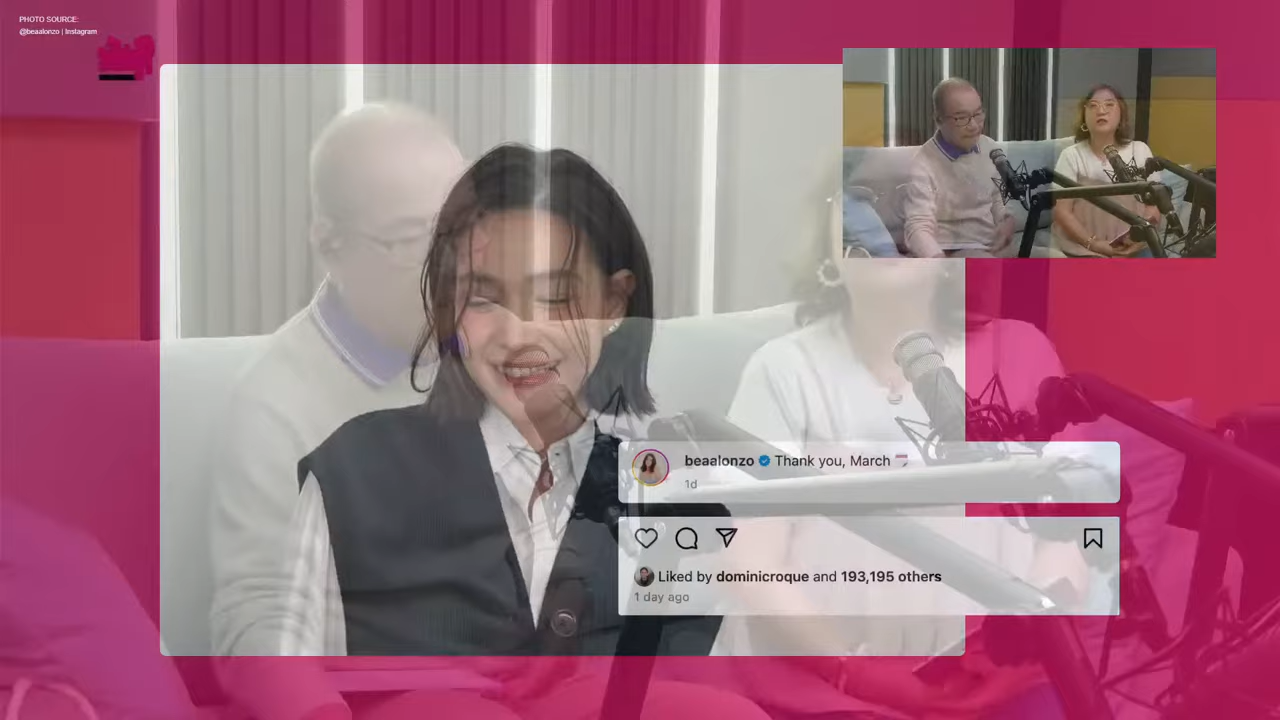 PHOTO SOURCE:
@beaalonzo | Instagram
beaalonzo Thank you, March
1d
Liked by dominicroque and 193,195 others
1 day ago